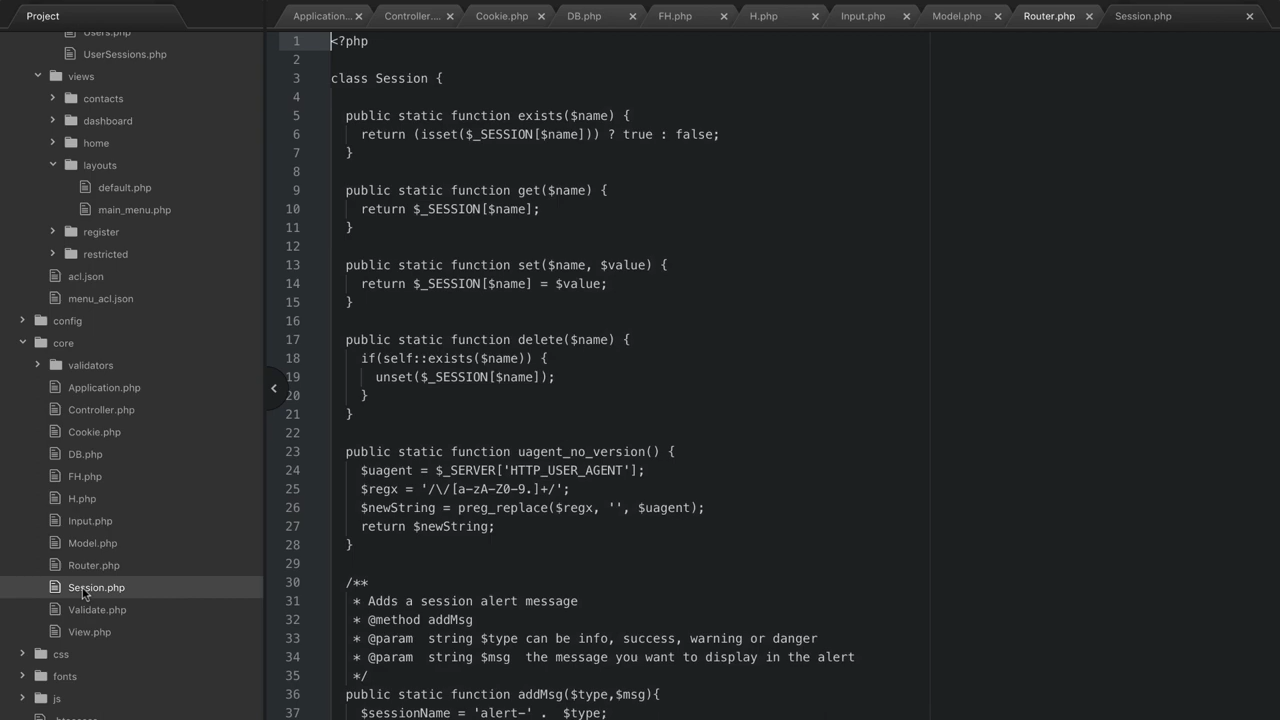 Project
Application... Controller.... Cookie.php DB.php FH.php H.php Input.php Model.php Router.php Session.php
Users.php
UserSessions.php
views
contacts
dashboard
home
layouts
default.php
main_menu.php
register
restricted
acl.json
menu_acl.json
config
core
validators
Application.php
Controller.php
Cookie.php
DB.php
FH.php
H.php
Input.php
Model.php
Router.php
Session.php
Validate.php
View.php
css
fonts
js
.htaccess
1 <?php
2
3 class Session {
4
5 public static function exists($name) {
6 return (isset($_SESSION[$name])) ? true : false;
7 }
8
9 public static function get($name) {
10 return $_SESSION[$name];
11 }
12
13 public static function set($name, $value) {
14 return $_SESSION[$name] = $value;
15 }
16
17 public static function delete($name) {
18 if(self::exists($name)) {
19 unset($_SESSION[$name]);
20 }
21 }
22
23 public static function uagent_no_version() {
24 $uagent = $_SERVER['HTTP_USER_AGENT'];
25 $regx = '/\/[a-zA-Z0-9.]+/';
26 $newString = preg_replace($regx, '', $uagent);
27 return $newString;
28 }
29
30 /**
31 * Adds a session alert message
32 * @method addMsg
33 * @param string $type can be info, success, warning or danger
34 * @param string $msg the message you want to display in the alert
35 */
36 public static function addMsg($type,$msg){
37 $sessionName = 'alert-' . $type;